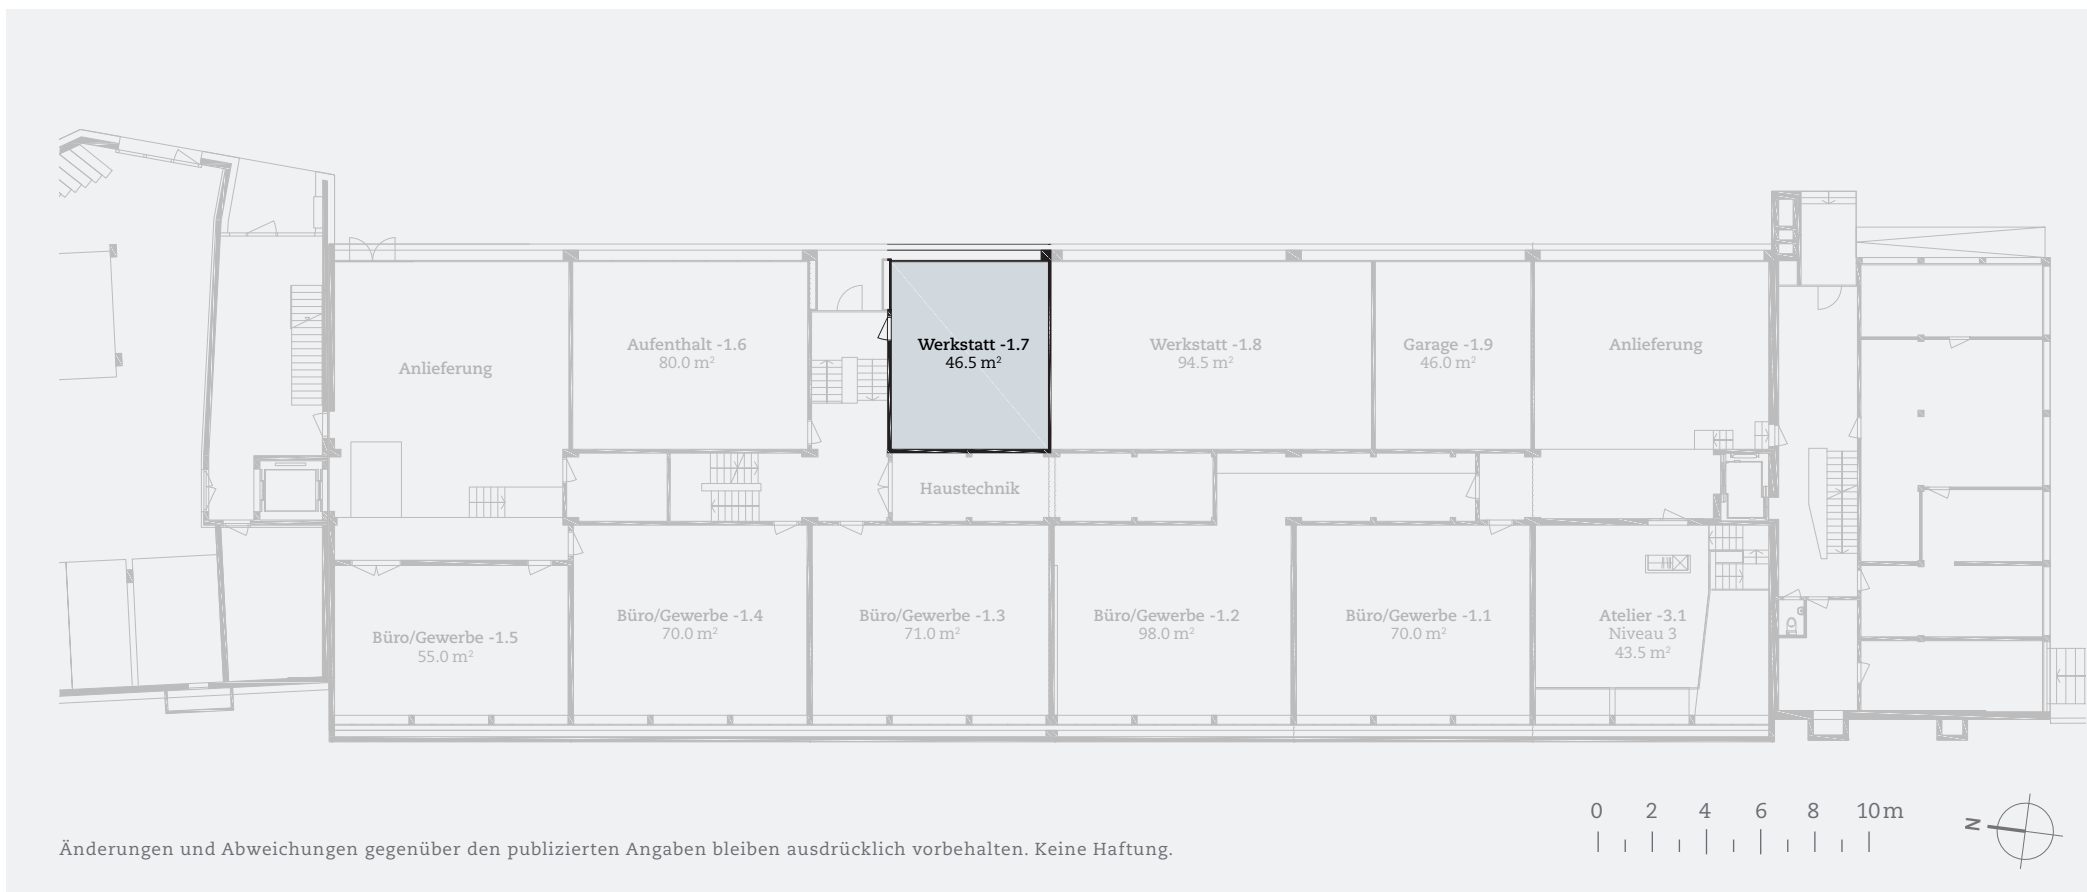 Aufenthalt -1.6
80.0 m²
Werkstatt -1.7
46.5 m²
Werkstatt -1.8
94.5 m²
Garage -1.9
46.0 m²
Anlieferung
Anlieferung
Haustechnik
Büro/Gewerbe -1.5
55.0 m²
Büro/Gewerbe -1.4
70.0 m²
Büro/Gewerbe -1.3
71.0 m²
Büro/Gewerbe -1.2
98.0 m²
Büro/Gewerbe -1.1
70.0 m²
Atelier -3.1
Niveau 3
43.5 m²
0 2 4 6 8 10 m
N
Änderungen und Abweichungen gegenüber den publizierten Angaben bleiben ausdrücklich vorbehalten. Keine Haftung.